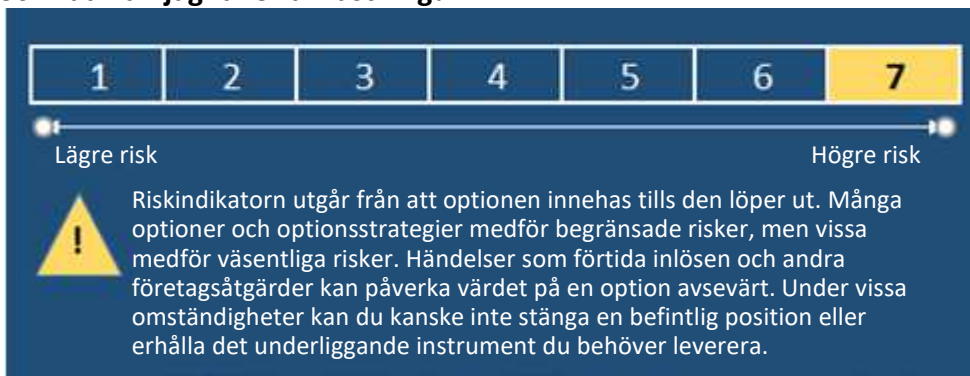 1 2 3 4 5 6 7
Lägre risk Högre risk
Riskindikatorn utgår från att optionen innehas tills den löper ut. Många
optioner och optionsstrategier medför begränsade risker, men vissa
medför väsentliga risker. Händelser som förtida inlösen och andra
företagsåtgärder kan påverka värdet på en option avsevärt. Under vissa
omständigheter kan du kanske inte stänga en befintlig position eller
erhålla det underliggande instrument du behöver leverera.